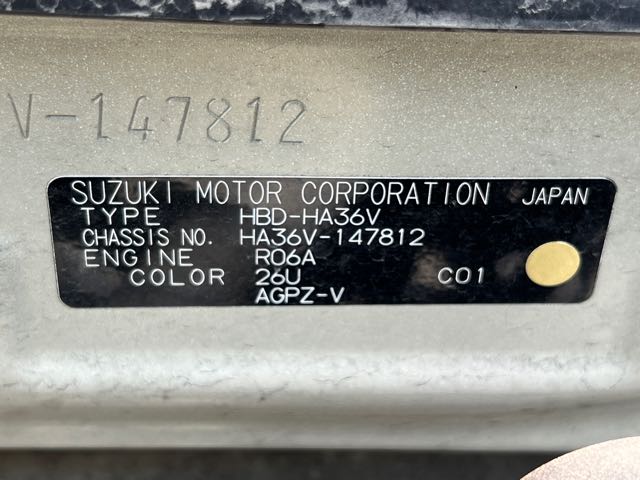 V-147812
SUZUKI MOTOR CORPORATION JAPAN
TYPE HBD-HA36V
CHASSIS NO. HA36V-147812
ENGINE R06A
COLOR 26U C01
AGPZ-V